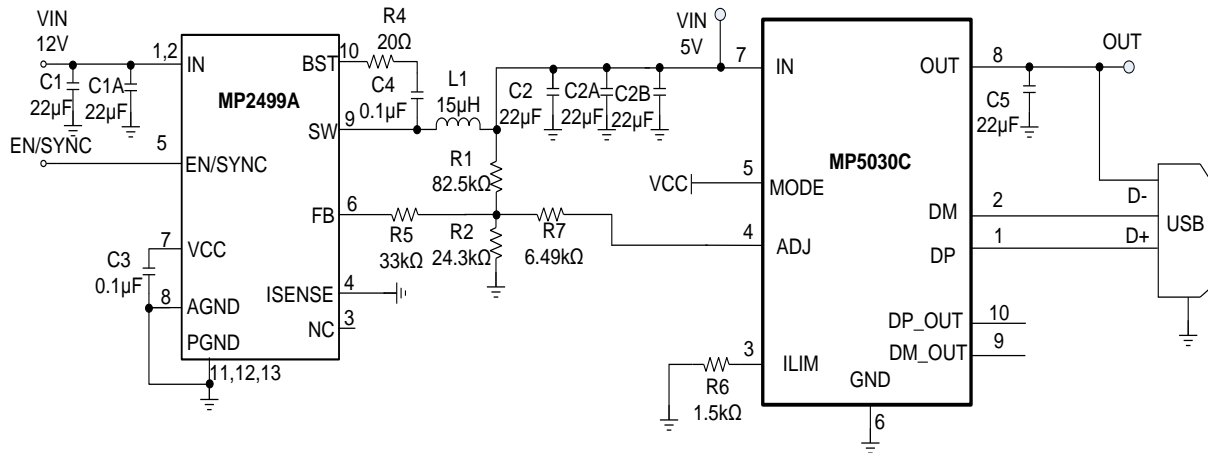 VIN
12V
C1
22µF
C1A
22µF
EN/SYNC
1,2
IN
MP2499A
5
EN/SYNC
7
VCC
C3
0.1µF
8
AGND
PGND
11,12,13
BST
10
R4
20Ω
C4
0.1µF
SW
9
L1
15µH
FB
6
R5
33kΩ
R1
82.5kΩ
R2
24.3kΩ
R7
6.49kΩ
ISENSE
4
NC
3
C2
22µF
C2A
22µF
C2B
22µF
VIN
5V
7
IN
MP5030C
VCC
5
MODE
4
ADJ
3
ILIM
R6
1.5kΩ
GND
6
OUT
8
OUT
C5
22µF
DM
2
D-
DP
1
D+
USB
DP_OUT
10
DM_OUT
9